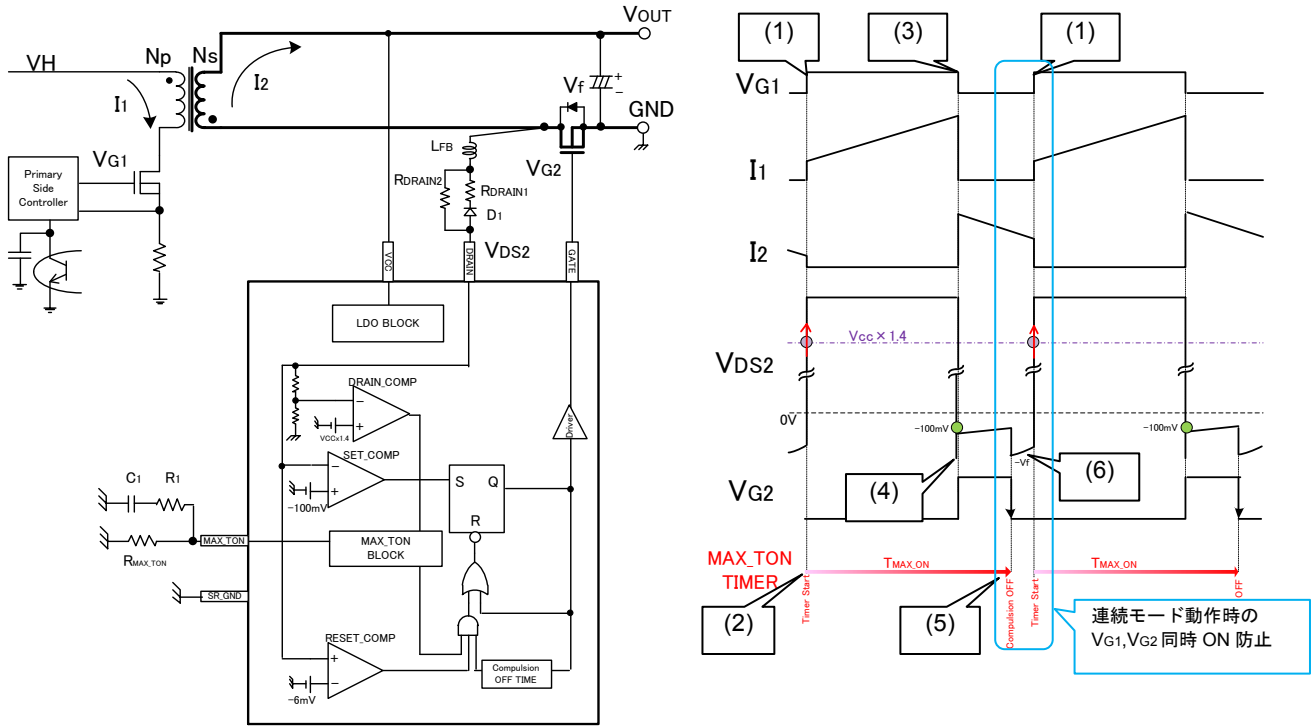 VOUT
VH
Np
Ns
I1
I2
Vf
+
−
GND
VG1
Primary
Side
Controller
LFB
RDRAIN2
RDRAIN1
D1
VG2
VDS2
VCC
DRAIN
GATE
LDO BLOCK
DRAIN_COMP
−
+
VCC×1.4
Driver
SET_COMP
−
+
−100mV
S
Q
R
C1
R1
RMAX_TON
MAX_TON
MAX_TON
BLOCK
SR_GND
RESET_COMP
+
−
−6mV
Compulsion
OFF TIME
(1)
(3)
(1)
VG1
I1
I2
Vcc×1.4
VDS2
0V
−100mV
−100mV
−Vf
(4)
(6)
VG2
MAX_TON
TIMER
Timer Start
TMAX_ON
Compulsion OFF
Timer Start
TMAX_ON
OFF
(2)
(5)
連続モード動作時の
VG1,VG2 同時 ON 防止